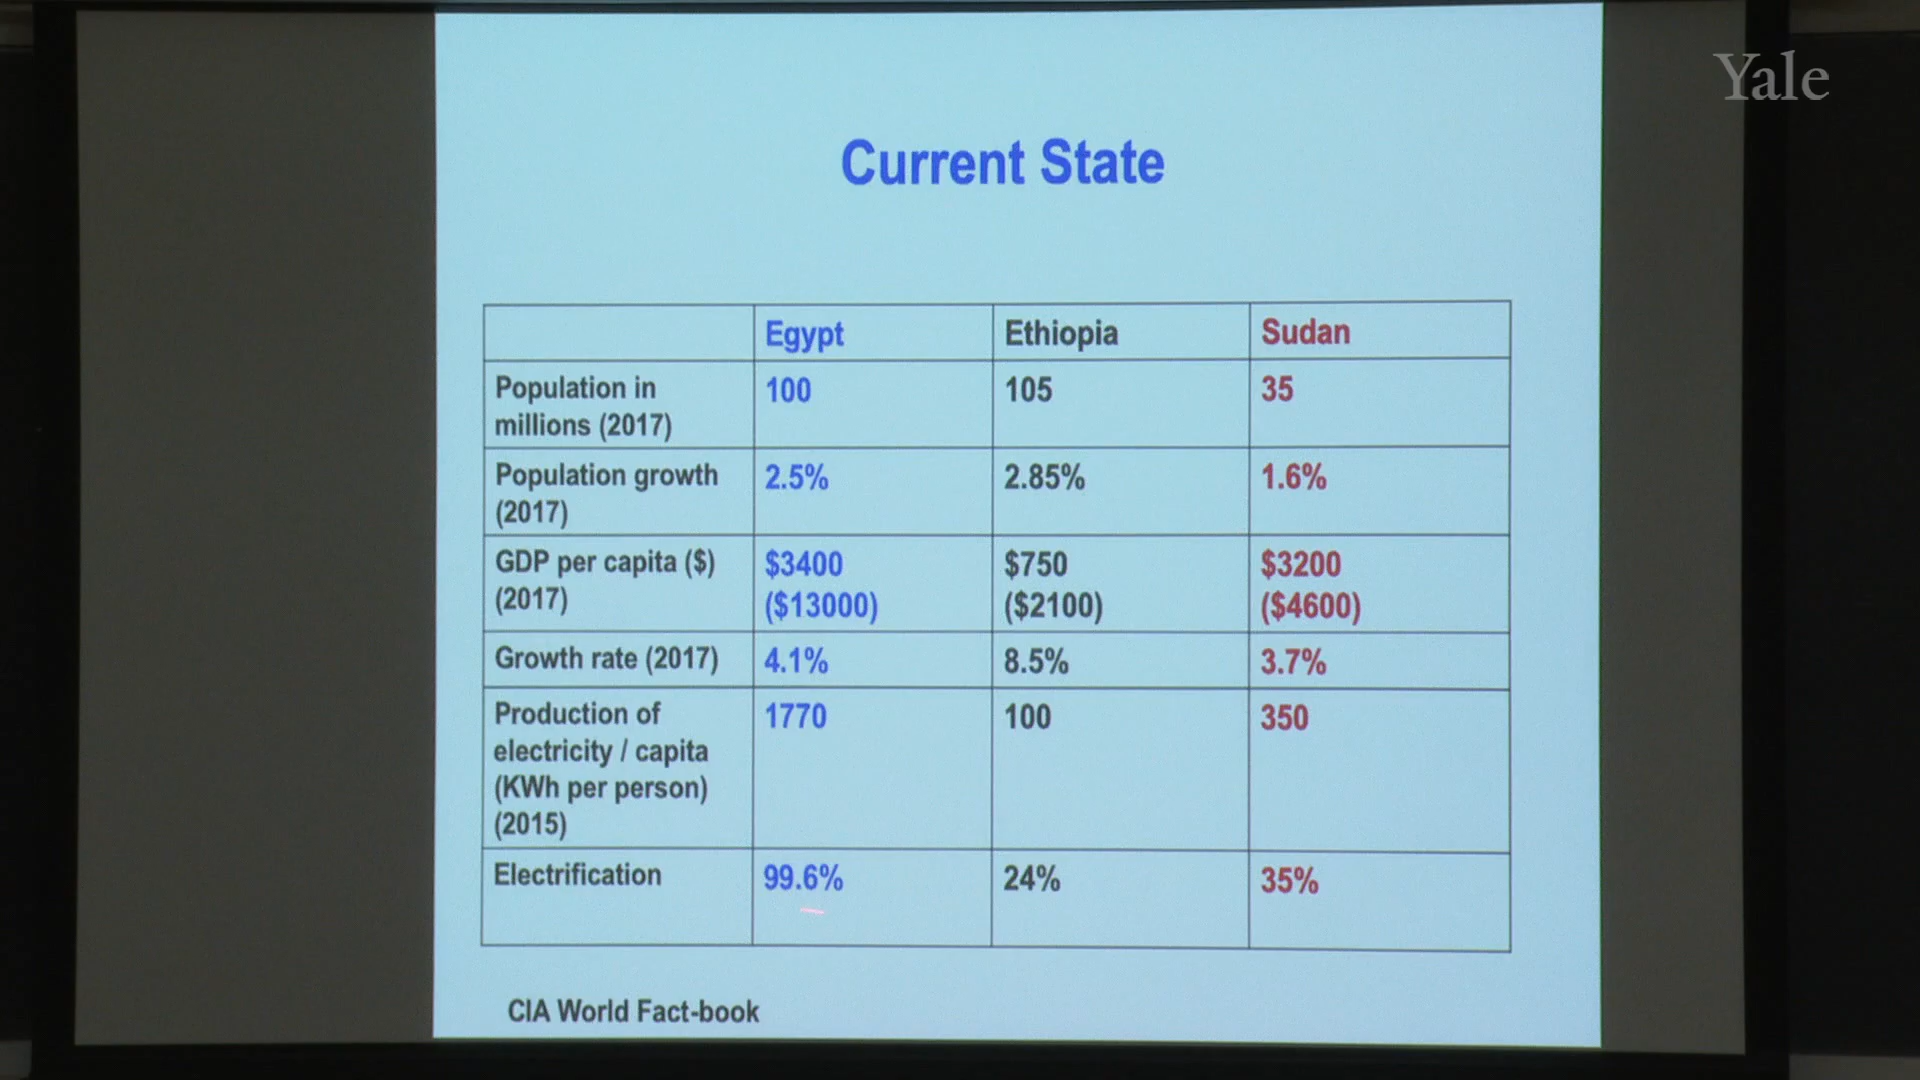 Yale
Current State
Egypt Ethiopia Sudan
Population in
millions (2017) 100 105 35
Population growth
(2017) 2.5% 2.85% 1.6%
GDP per capita ($)
(2017) $3400 $750 $3200
($13000) ($2100) ($4600)
Growth rate (2017) 4.1% 8.5% 3.7%
Production of
electricity / capita
(KWh per person)
(2015) 1770 100 350
Electrification 99.6% 24% 35%
CIA World Fact-book